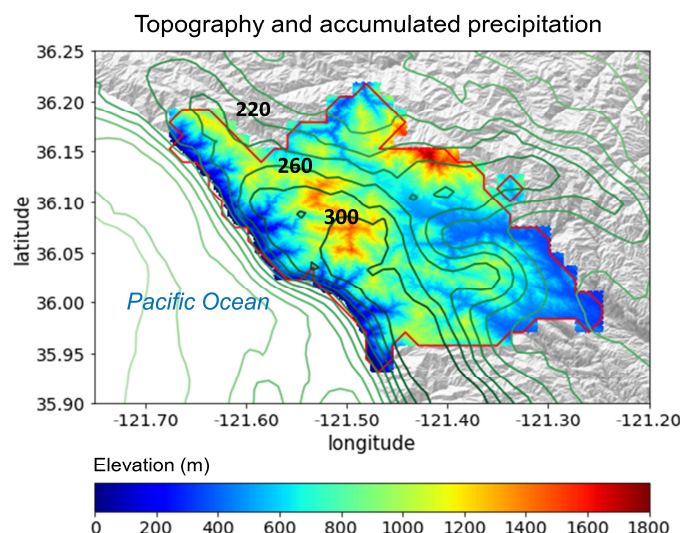 Topography and accumulated precipitation
36.25
36.20
36.15
36.10
36.05
36.00
35.95
35.90
latitude
220
260
300
Pacific Ocean
-121.70 -121.60 -121.50 -121.40 -121.30 -121.20
longitude
Elevation (m)
0 200 400 600 800 1000 1200 1400 1600 1800